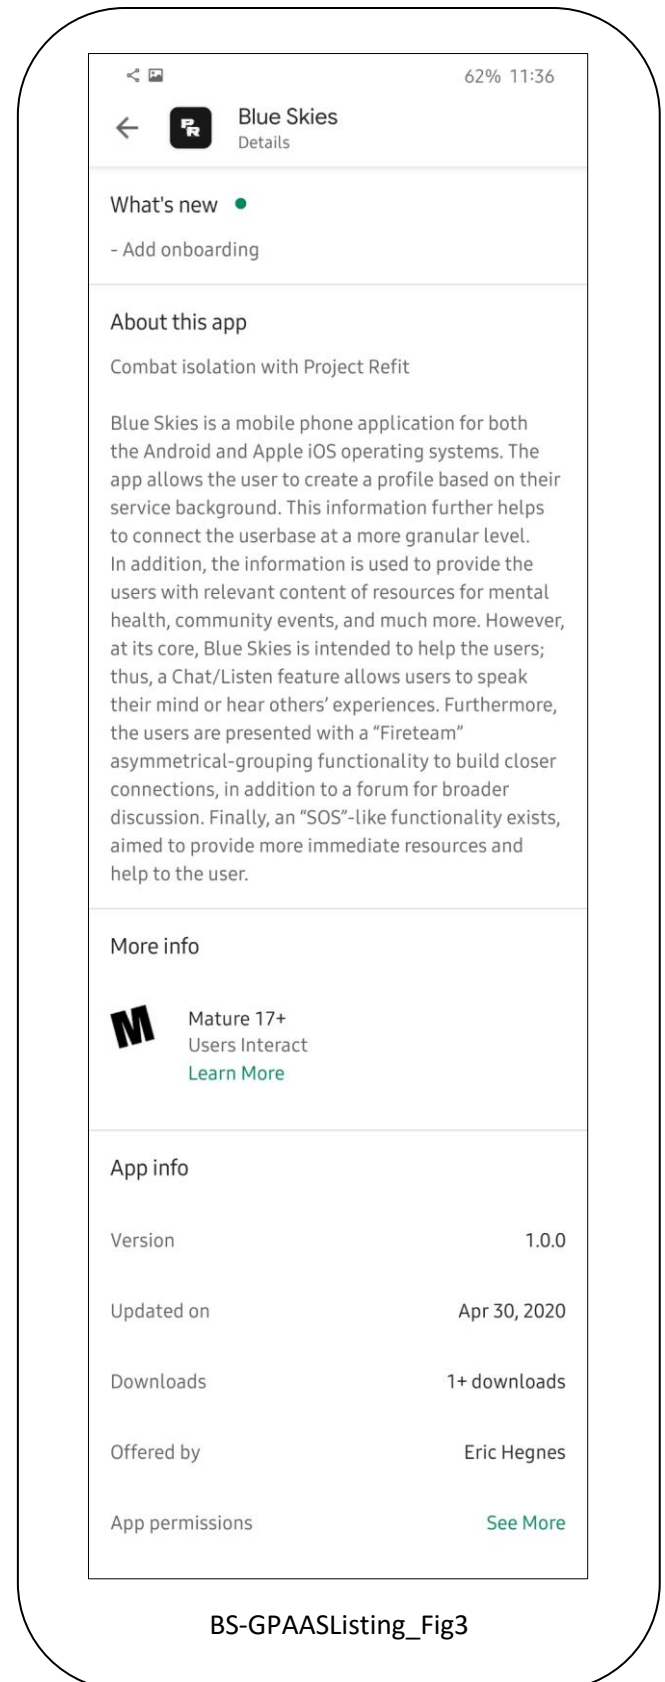 62% 11:36
PR
Blue Skies
Details
What's new
- Add onboarding
About this app
Combat isolation with Project Refit
Blue Skies is a mobile phone application for both
the Android and Apple iOS operating systems. The
app allows the user to create a profile based on their
service background. This information further helps
to connect the userbase at a more granular level.
In addition, the information is used to provide the
users with relevant content of resources for mental
health, community events, and much more. However,
at its core, Blue Skies is intended to help the users;
thus, a Chat/Listen feature allows users to speak
their mind or hear others’ experiences. Furthermore,
the users are presented with a “Fireteam”
asymmetrical-grouping functionality to build closer
connections, in addition to a forum for broader
discussion. Finally, an “SOS”-like functionality exists,
aimed to provide more immediate resources and
help to the user.
More info
M
Mature 17+
Users Interact
Learn More
App info
Version 1.0.0
Updated on Apr 30, 2020
Downloads 1+ downloads
Offered by Eric Hegnes
App permissions See More
BS-GPAASListing_Fig3